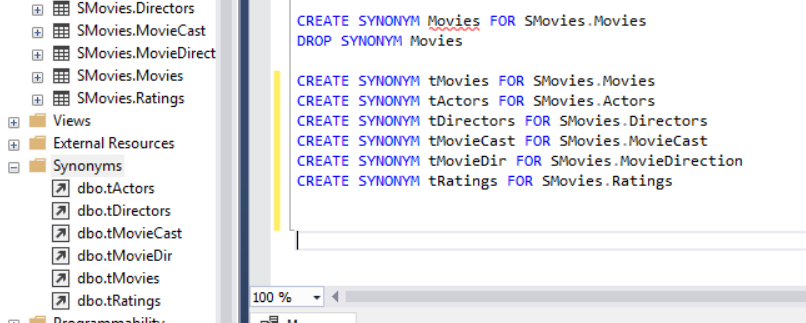 SMovies.Directors
SMovies.MovieCast
SMovies.MovieDirect
SMovies.Movies
SMovies.Ratings
Views
External Resources
Synonyms
dbo.tActors
dbo.tDirectors
dbo.tMovieCast
dbo.tMovieDir
dbo.tMovies
dbo.tRatings
Programmability
CREATE SYNONYM Movies FOR SMovies.Movies
DROP SYNONYM Movies
CREATE SYNONYM tMovies FOR SMovies.Movies
CREATE SYNONYM tActors FOR SMovies.Actors
CREATE SYNONYM tDirectors FOR SMovies.Directors
CREATE SYNONYM tMovieCast FOR SMovies.MovieCast
CREATE SYNONYM tMovieDir FOR SMovies.MovieDirection
CREATE SYNONYM tRatings FOR SMovies.Ratings
100 %